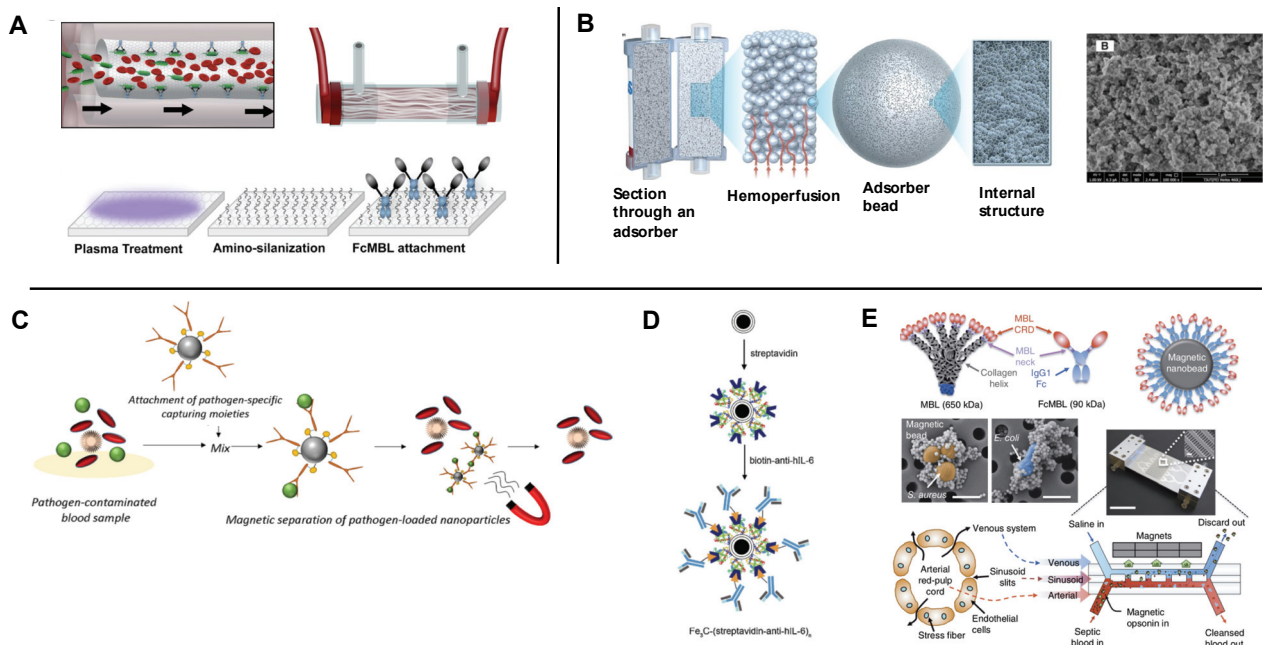 A
Plasma Treatment
Amino-silanization
FcMBL attachment
B
Section
through an
adsorber
Hemoperfusion
Adsorber
bead
Internal
structure
B
C
Attachment of pathogen-specific
capturing moieties
Mix
Pathogen-contaminated
blood sample
Magnetic separation of pathogen-loaded nanoparticles
D
streptavidin
biotin-anti-hIL-6
Fe₃C-(streptavidin-anti-hIL-6)ₙ
E
MBL
CRD
MBL
neck
Collagen
helix
IgG1
Fc
MBL (650 kDa)
FcMBL (90 kDa)
Magnetic
nanobead
Magnetic
bead
S. aureus
E. coli
Venous system
Arterial
red-pulp
cord
Sinusoid
slits
Endothelial
cells
Stress fiber
Saline in
Magnets
Discard out
Venous
Sinusoid
Arterial
Magnetic
opsonin in
Septic
blood in
Cleansed
blood out